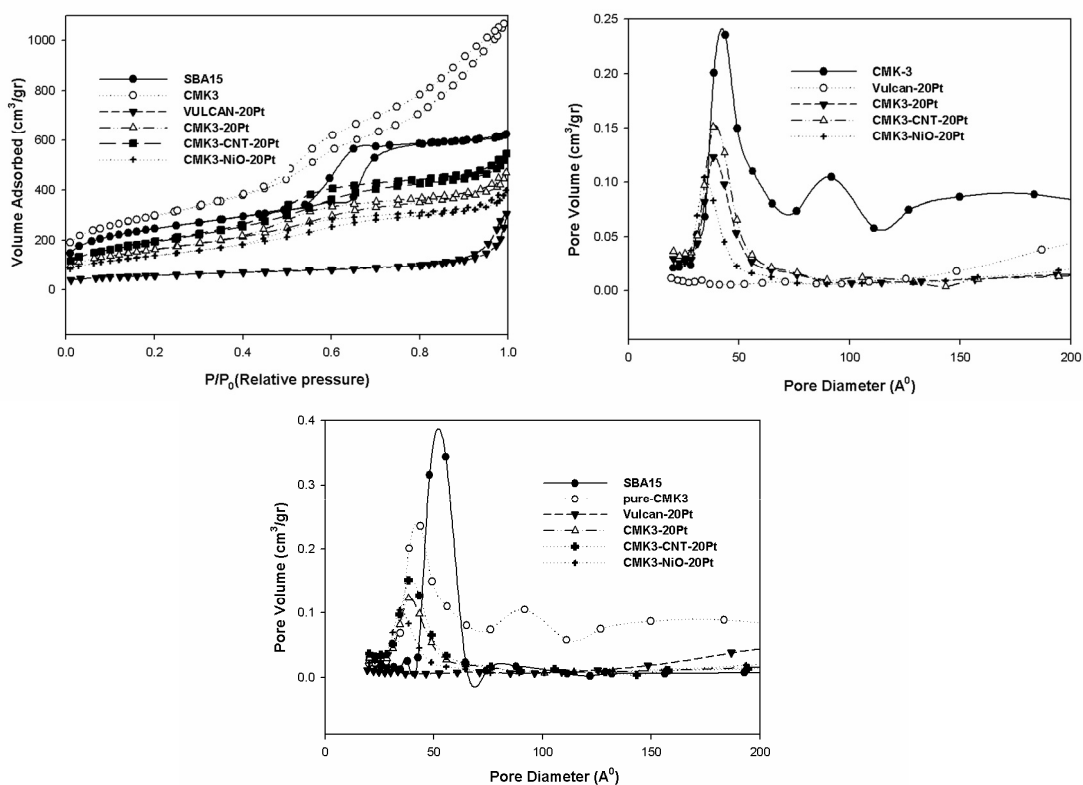 Volume Adsorbed (cm³/gr)
1000
800
600
400
200
0
SBA15
CMK3
VULCAN-20Pt
CMK3-20Pt
CMK3-CNT-20Pt
CMK3-NiO-20Pt
0.0 0.2 0.4 0.6 0.8 1.0
P/P₀(Relative pressure)
Pore Volume (cm³/gr)
0.25
0.20
0.15
0.10
0.05
0.00
CMK-3
Vulcan-20Pt
CMK3-20Pt
CMK3-CNT-20Pt
CMK3-NiO-20Pt
0 50 100 150 200
Pore Diameter (A⁰)
Pore Volume (cm³/gr)
0.4
0.3
0.2
0.1
0.0
SBA15
pure-CMK3
Vulcan-20Pt
CMK3-20Pt
CMK3-CNT-20Pt
CMK3-NiO-20Pt
0 50 100 150 200
Pore Diameter (A⁰)